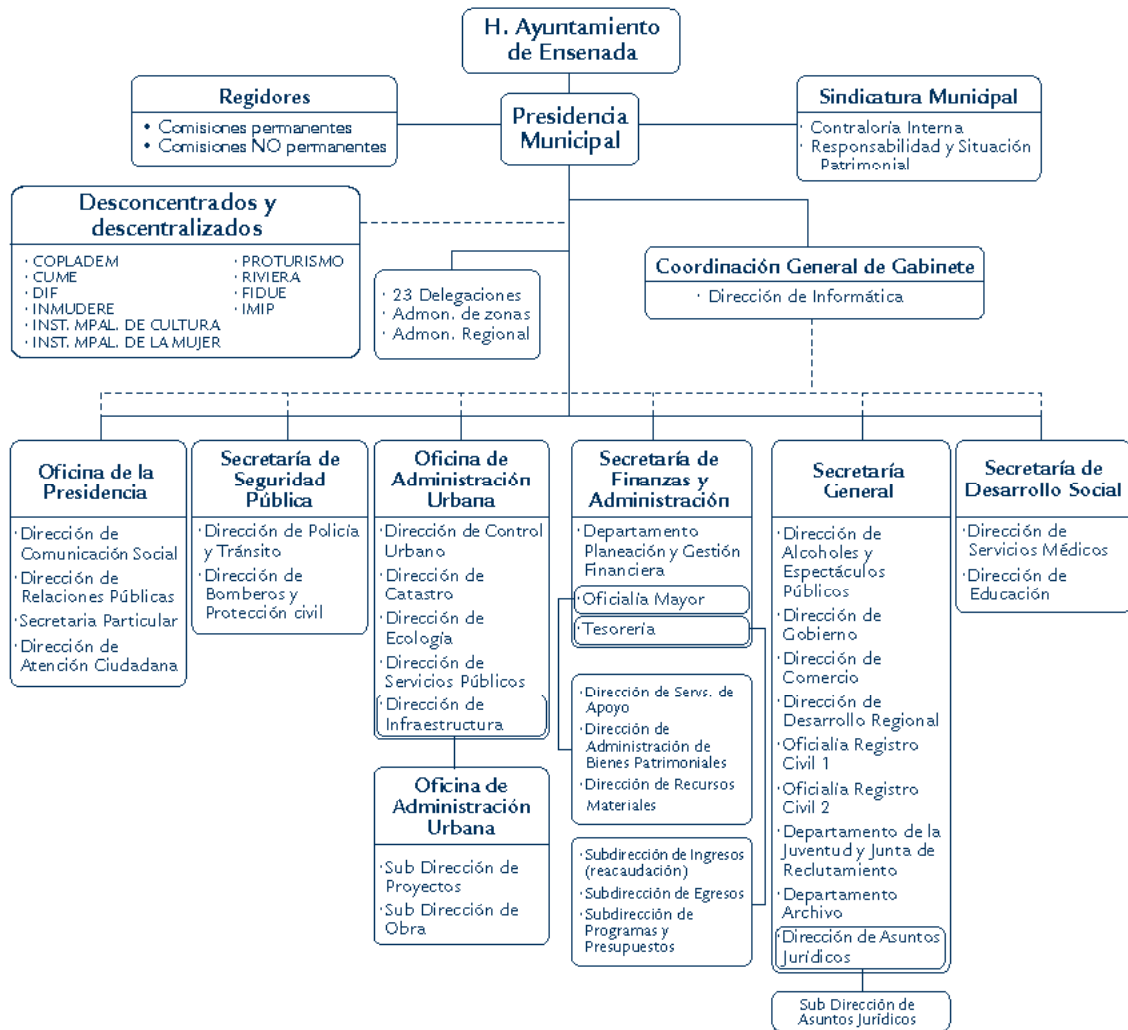 H. Ayuntamiento
de Ensenada
Regidores
• Comisiones permanentes
• Comisiones NO permanentes
Presidencia
Municipal
Sindicatura Municipal
· Contraloría Interna
· Responsabilidad y Situación
Patrimonial
Desconcentrados y
descentralizados
· COPLADEM
· CUME
· DIF
· INMUDERE
· INST. MPAL. DE CULTURA
· INST. MPAL. DE LA MUJER
· PROTURISMO
· RIVIERA
· FIDUE
· IMIP
· 23 Delegaciones
· Admon. de zonas
· Admon. Regional
Coordinación General de Gabinete
· Dirección de Informática
Oficina de la
Presidencia
· Dirección de
Comunicación Social
· Dirección de
Relaciones Públicas
· Secretaria Particular
· Dirección de
Atención Ciudadana
Secretaría de
Seguridad
Pública
· Dirección de Policía
y Tránsito
· Dirección de
Bomberos y
Protección civil
Oficina de
Administración
Urbana
· Dirección de Control
Urbano
· Dirección de
Catastro
· Dirección de
Ecología
· Dirección de
Servicios Públicos
· Dirección de
Infraestructura
Oficina de
Administración
Urbana
· Sub Dirección de
Proyectos
· Sub Dirección de
Obra
Secretaría de
Finanzas y
Administración
· Departamento
Planeación y Gestión
Financiera
· Oficialía Mayor
· Tesorería
· Dirección de Servs. de
Apoyo
· Dirección de
Administración de
Bienes Patrimoniales
· Dirección de Recursos
Materiales
· Subdirección de Ingresos
(reacaudación)
· Subdirección de Egresos
· Subdirección de
Programas y
Presupuestos
Secretaría
General
· Dirección de
Alcoholes y
Espectáculos
Públicos
· Dirección de
Gobierno
· Dirección de
Comercio
· Dirección de
Desarrollo Regional
· Oficialía Registro
Civil 1
· Oficialía Registro
Civil 2
· Departamento de la
Juventud y Junta de
Reclutamiento
· Departamento
Archivo
· Dirección de Asuntos
Jurídicos
Sub Dirección de
Asuntos Jurídicos
Secretaría de
Desarrollo Social
· Dirección de
Servicios Médicos
· Dirección de
Educación